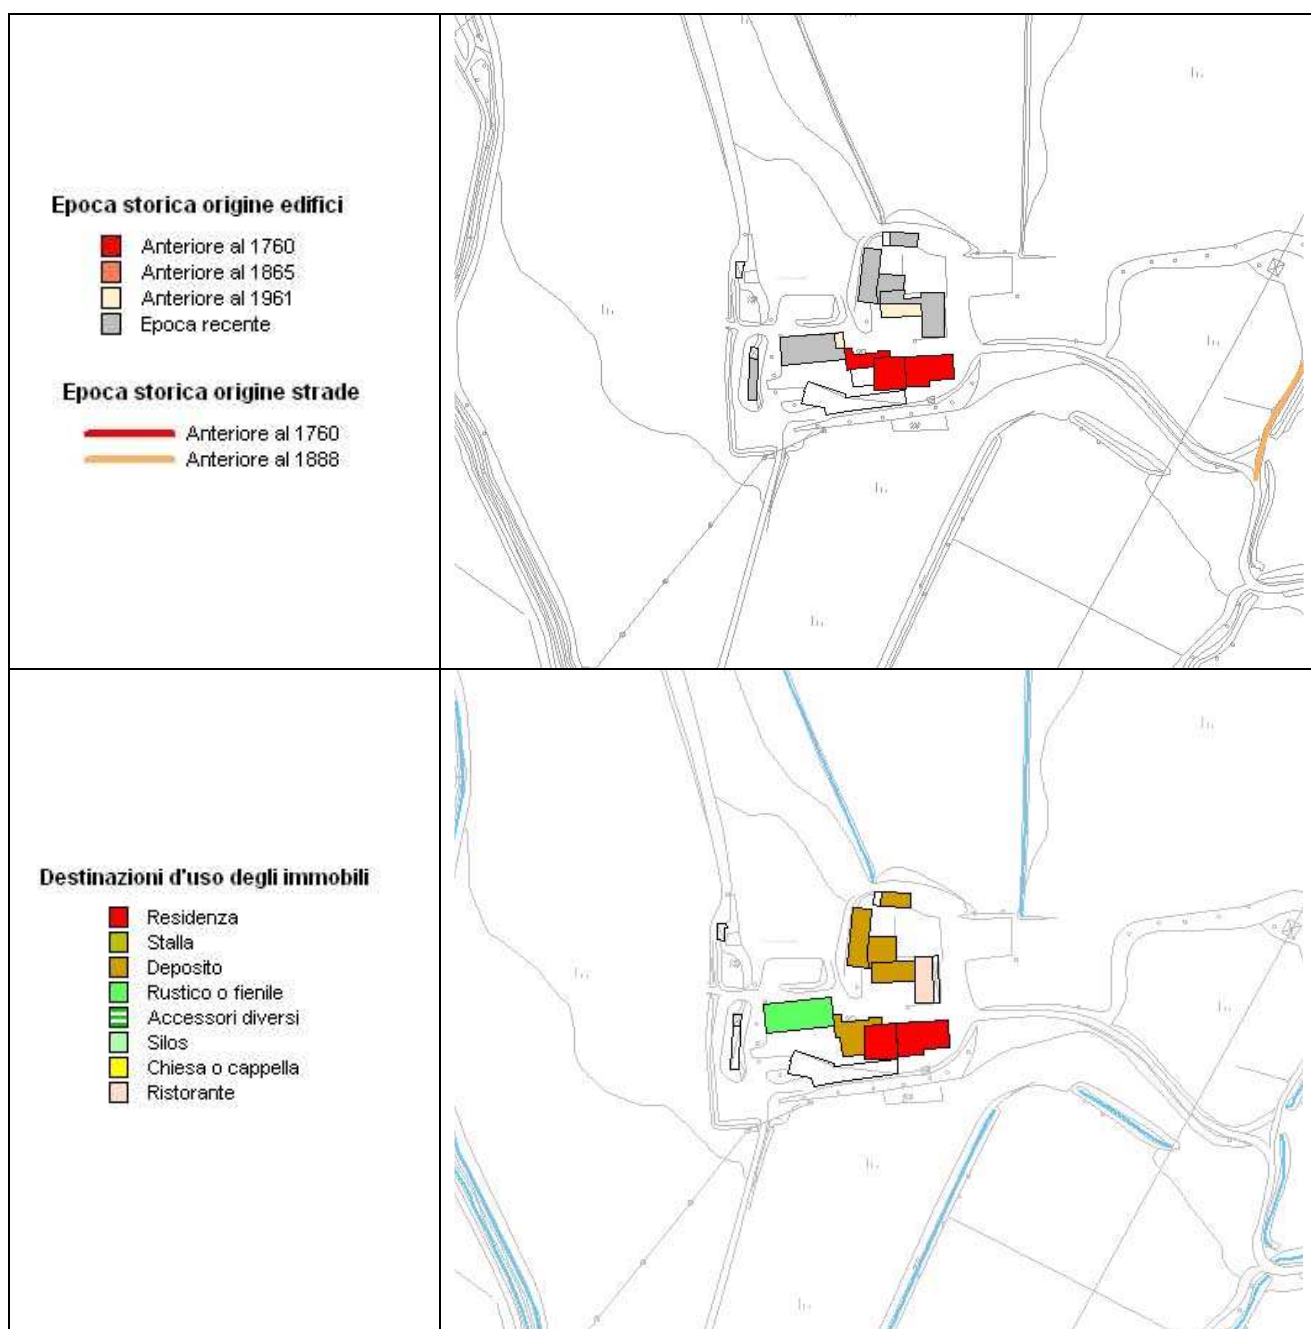 Epoca storica origine edifici
Anteriore al 1760
Anteriore al 1865
Anteriore al 1961
Epoca recente
Epoca storica origine strade
Anteriore al 1760
Anteriore al 1888
Destinazioni d'uso degli immobili
Residenza
Stalla
Deposito
Rustico o fienile
Accessori diversi
Silos
Chiesa o cappella
Ristorante